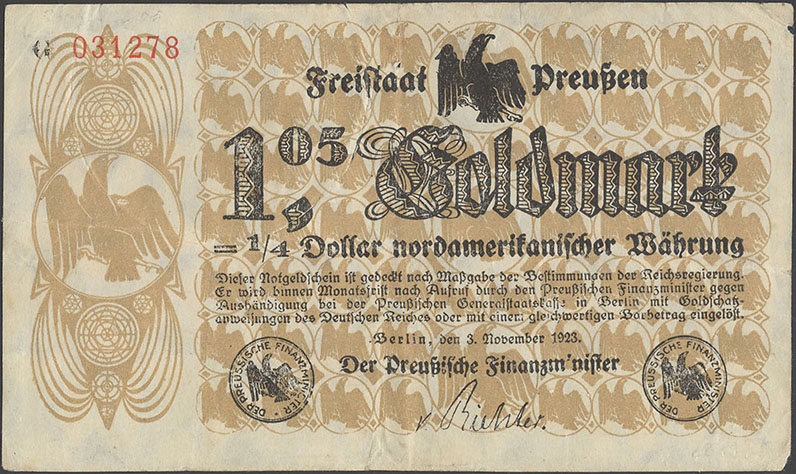 031278
Freistaat Preußen
1,05 Goldmark
= 1/4 Dollar nordamerikanischer Währung
Dieser Notgeldschein ist gedeckt nach Maßgabe der Bestimmungen der Reichsregierung.
Er wird binnen Monatsfrist nach Aufruf durch den Preußischen Finanzminister gegen
Aushändigung bei der Preußischen Generalstaatskasse in Berlin mit Goldschatz-
anweisungen des Deutschen Reiches oder mit einem gleichwertigen Barbetrag eingelöst.
Berlin, den 3. November 1923.
Der Preußische Finanzminister
DER PREUSSISCHE FINANZMINISTER
DER PREUSSISCHE FINANZMINISTER